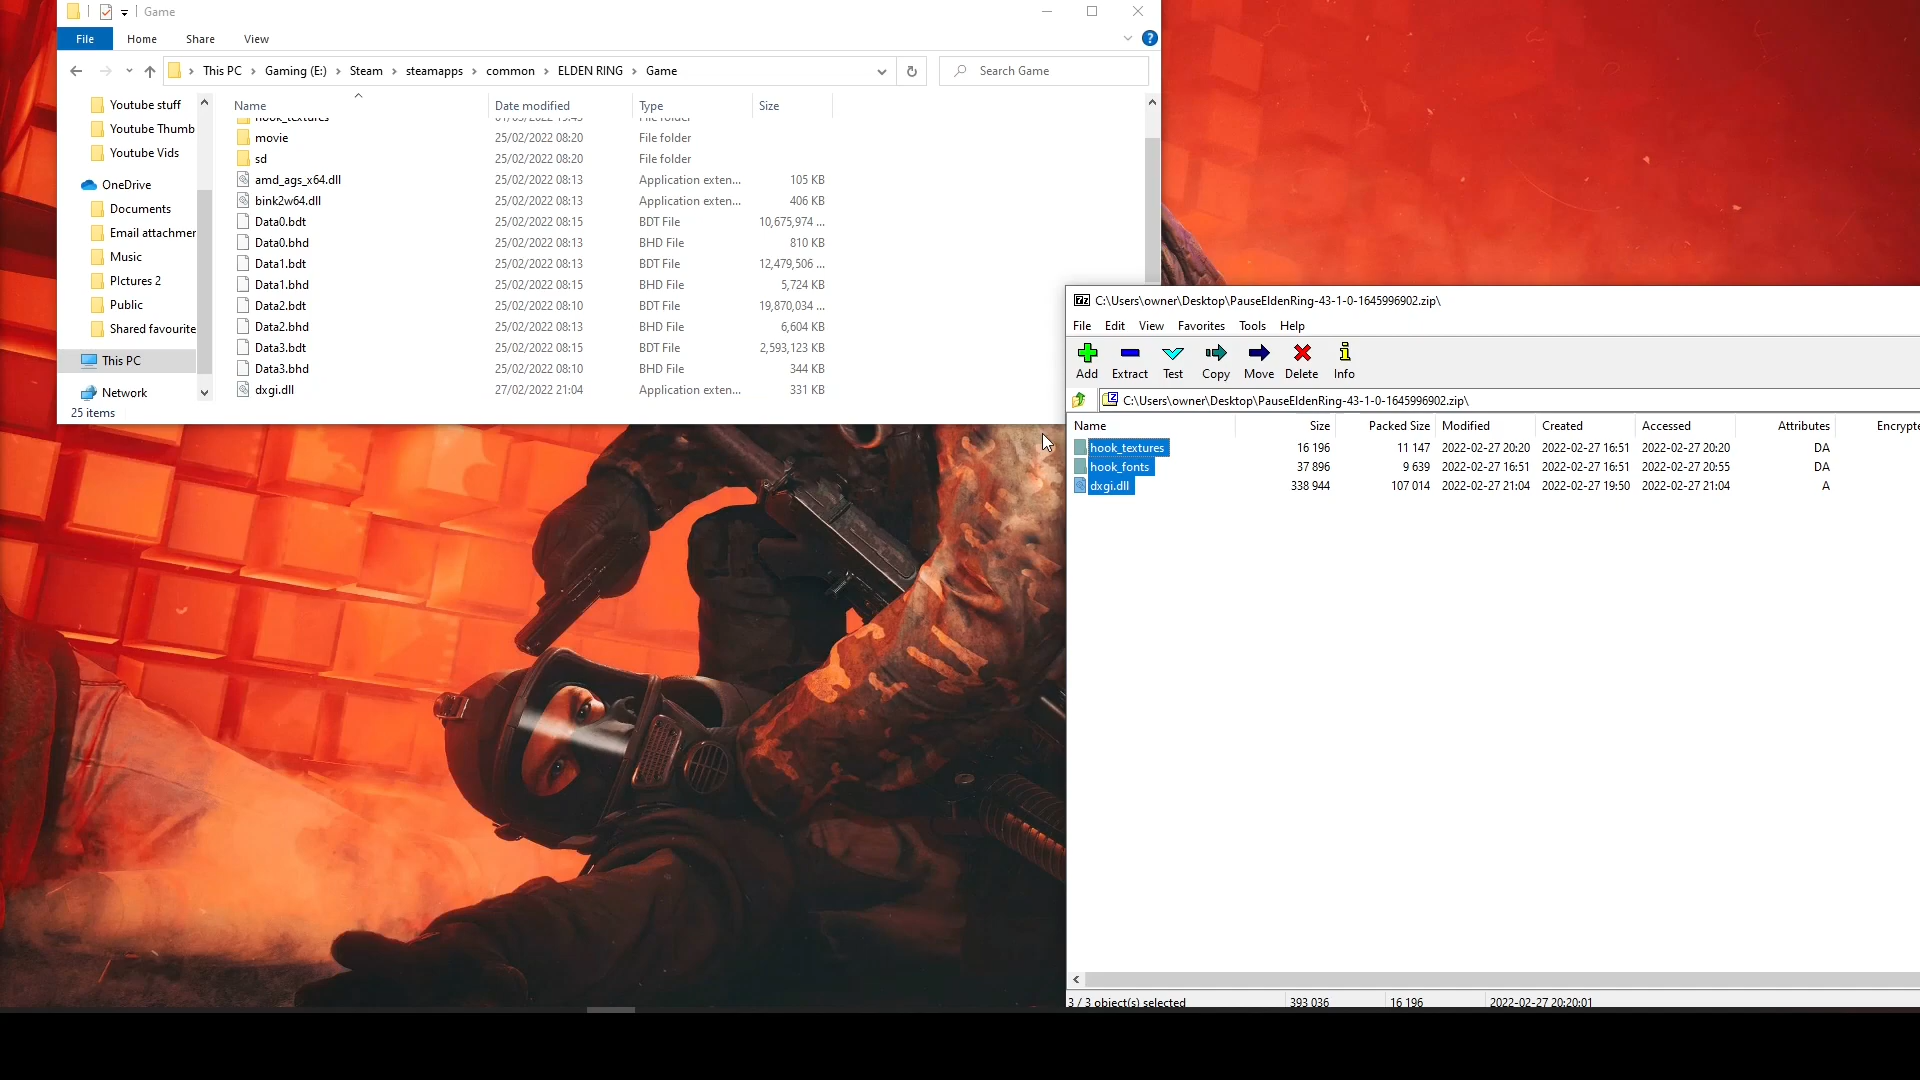 Game
File Home Share View
This PC Gaming (E:) Steam steamapps common ELDEN RING Game
Search Game
Youtube stuff
Youtube Thumb
Youtube Vids
OneDrive
Documents
Email attachmer
Music
PIctures 2
Public
Shared favourite
This PC
Network
Name Date modified Type Size
hook_textures 01/03/2022 15:43 File folder
movie 25/02/2022 08:20 File folder
sd 25/02/2022 08:20 File folder
amd_ags_x64.dll 25/02/2022 08:13 Application exten... 105 KB
bink2w64.dll 25/02/2022 08:13 Application exten... 406 KB
Data0.bdt 25/02/2022 08:15 BDT File 10,675,974 ...
Data0.bhd 25/02/2022 08:13 BHD File 810 KB
Data1.bdt 25/02/2022 08:13 BDT File 12,479,506 ...
Data1.bhd 25/02/2022 08:15 BHD File 5,724 KB
Data2.bdt 25/02/2022 08:10 BDT File 19,870,034 ...
Data2.bhd 25/02/2022 08:13 BHD File 6,604 KB
Data3.bdt 25/02/2022 08:15 BDT File 2,593,123 KB
Data3.bhd 25/02/2022 08:10 BHD File 344 KB
dxgi.dll 27/02/2022 21:04 Application exten... 331 KB
25 items
7z C:\Users\owner\Desktop\PauseEldenRing-43-1-0-1645996902.zip\
File Edit View Favorites Tools Help
Add Extract Test Copy Move Delete Info
C:\Users\owner\Desktop\PauseEldenRing-43-1-0-1645996902.zip\
Name Size Packed Size Modified Created Accessed Attributes Encrypte
hook_textures 16 196 11 147 2022-02-27 20:20 2022-02-27 16:51 2022-02-27 20:20 DA
hook_fonts 37 896 9 639 2022-02-27 16:51 2022-02-27 16:51 2022-02-27 20:55 DA
dxgi.dll 338 944 107 014 2022-02-27 21:04 2022-02-27 19:50 2022-02-27 21:04 A
3 / 3 object(s) selected 393 036 16 196 2022-02-27 20:20:01